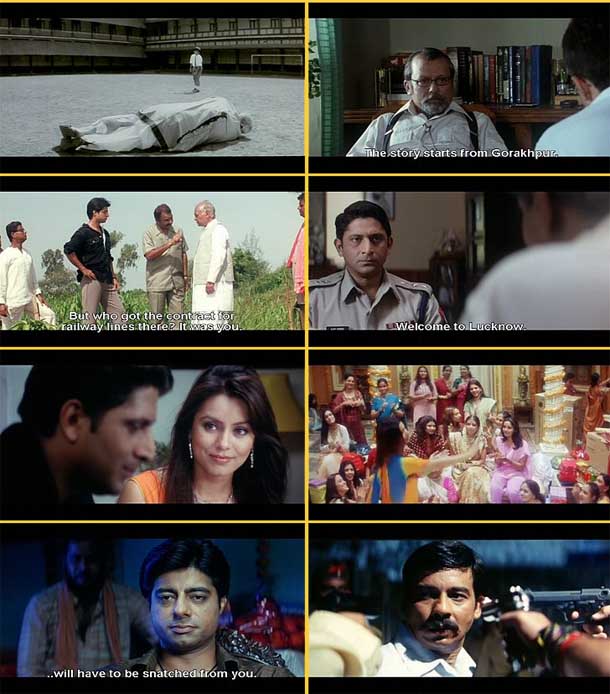 The story starts from Gorakhpur.
But who got the contract for
railway lines there? It was you.
Welcome to Lucknow.
..will have to be snatched from you.